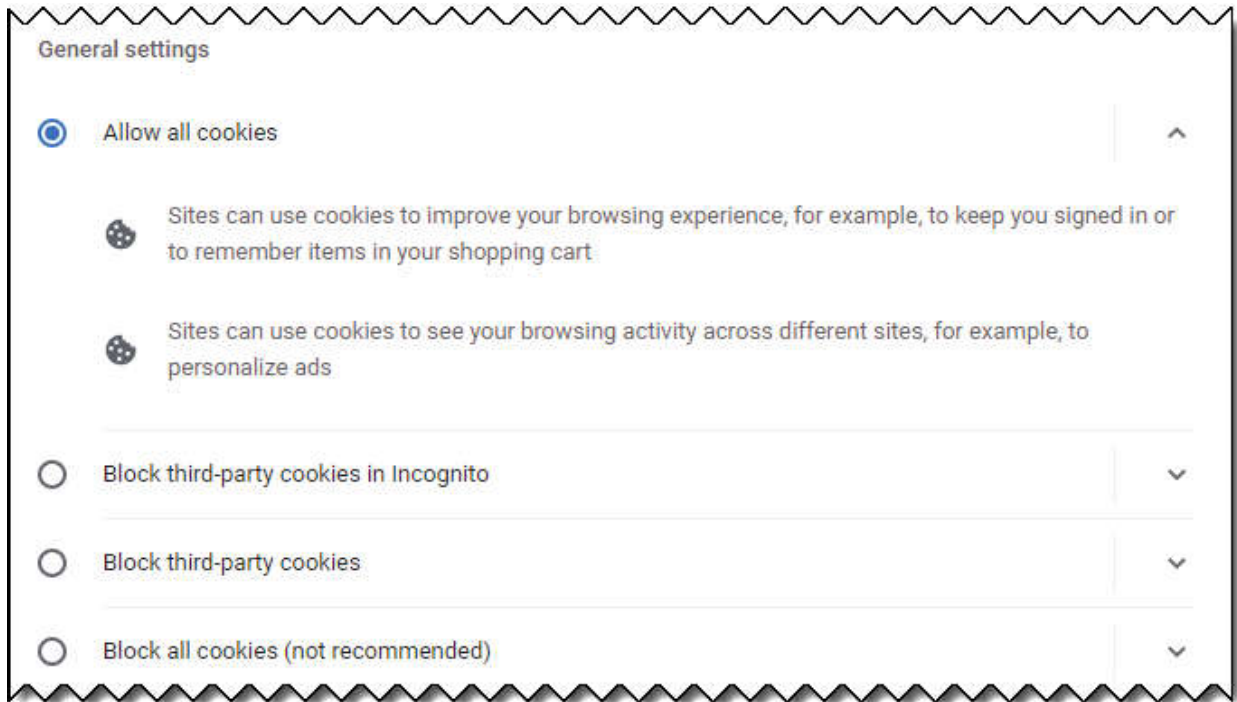 General settings
Allow all cookies
Sites can use cookies to improve your browsing experience, for example, to keep you signed in or
to remember items in your shopping cart
Sites can use cookies to see your browsing activity across different sites, for example, to
personalize ads
Block third-party cookies in Incognito
Block third-party cookies
Block all cookies (not recommended)